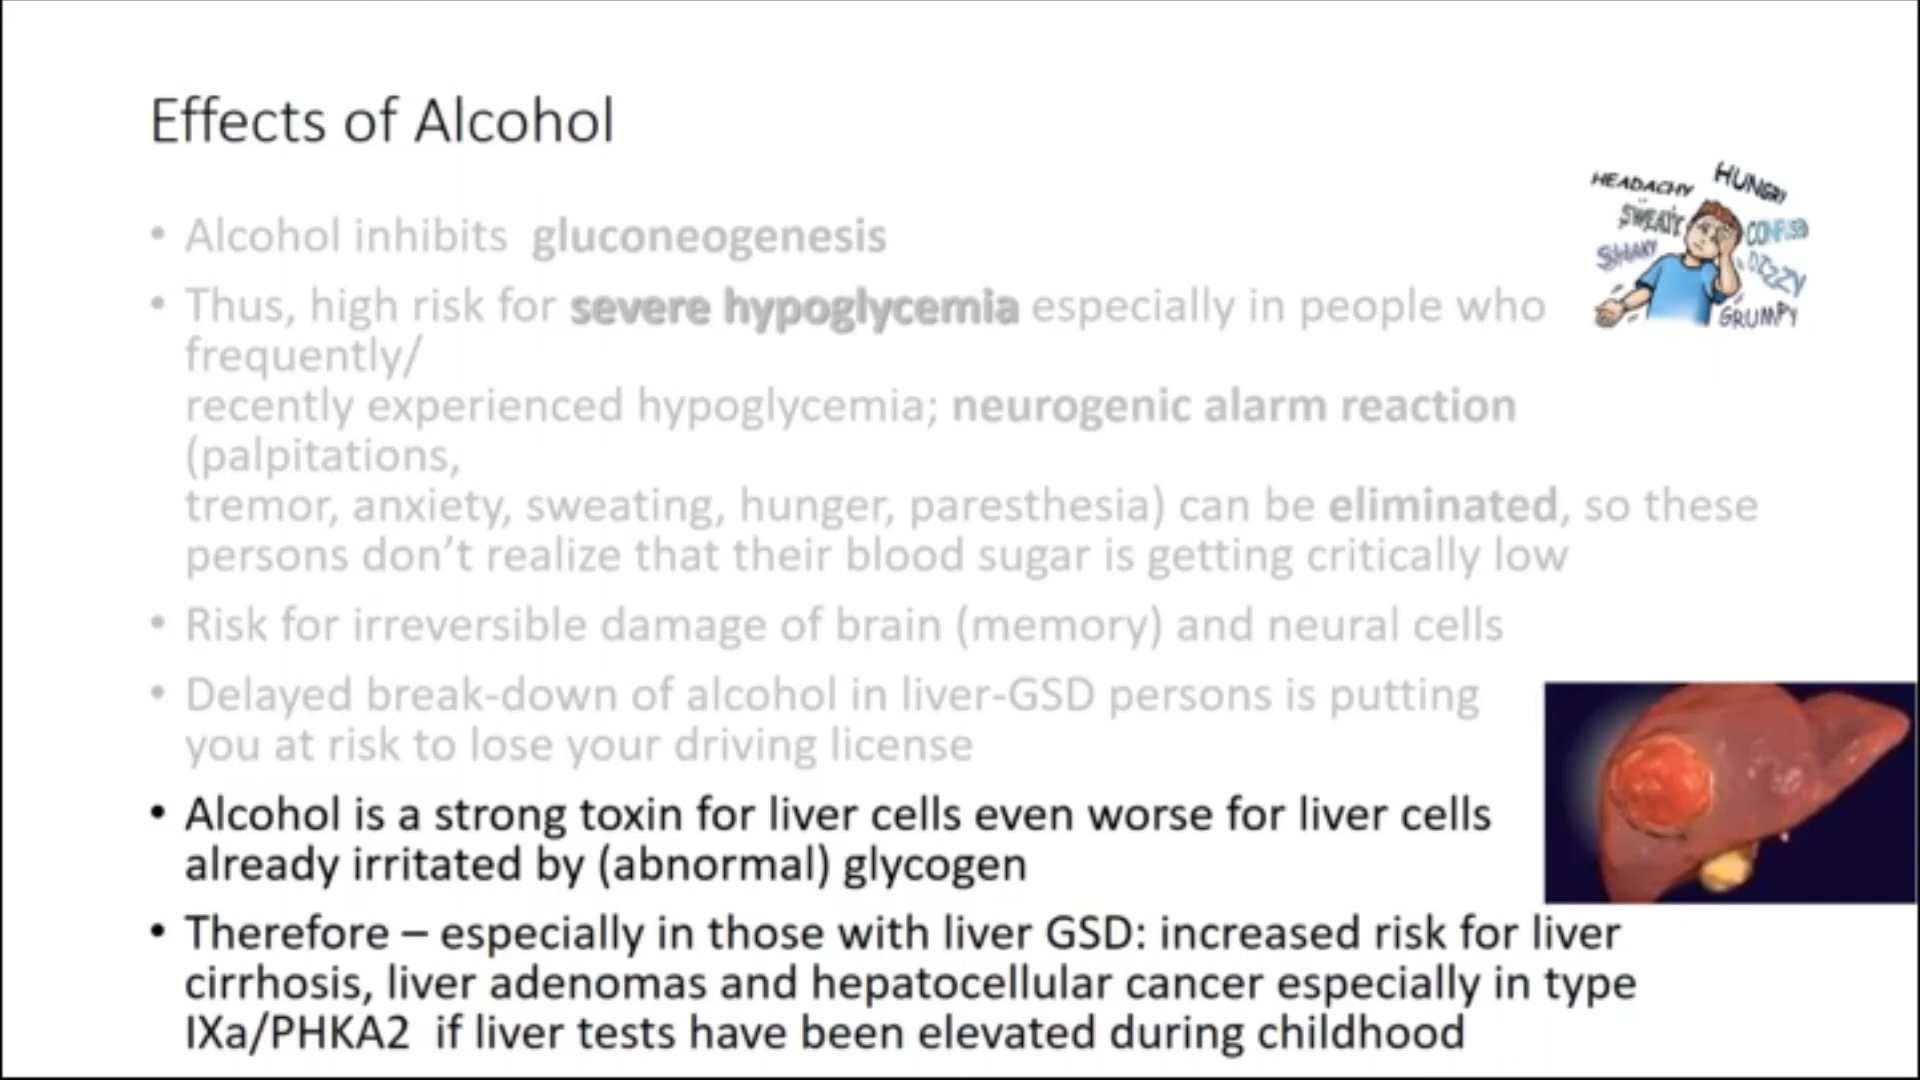 Effects of Alcohol
HEADACHY HUNGRY
SWEATY CONFUSED
SHAKY DIZZY
GRUMPY
• Alcohol inhibits gluconeogenesis
• Thus, high risk for severe hypoglycemia especially in people who
frequently/
recently experienced hypoglycemia; neurogenic alarm reaction
(palpitations,
tremor, anxiety, sweating, hunger, paresthesia) can be eliminated, so these
persons don’t realize that their blood sugar is getting critically low
• Risk for irreversible damage of brain (memory) and neural cells
• Delayed break-down of alcohol in liver-GSD persons is putting
you at risk to lose your driving license
• Alcohol is a strong toxin for liver cells even worse for liver cells
already irritated by (abnormal) glycogen
• Therefore – especially in those with liver GSD: increased risk for liver
cirrhosis, liver adenomas and hepatocellular cancer especially in type
IXa/PHKA2 if liver tests have been elevated during childhood